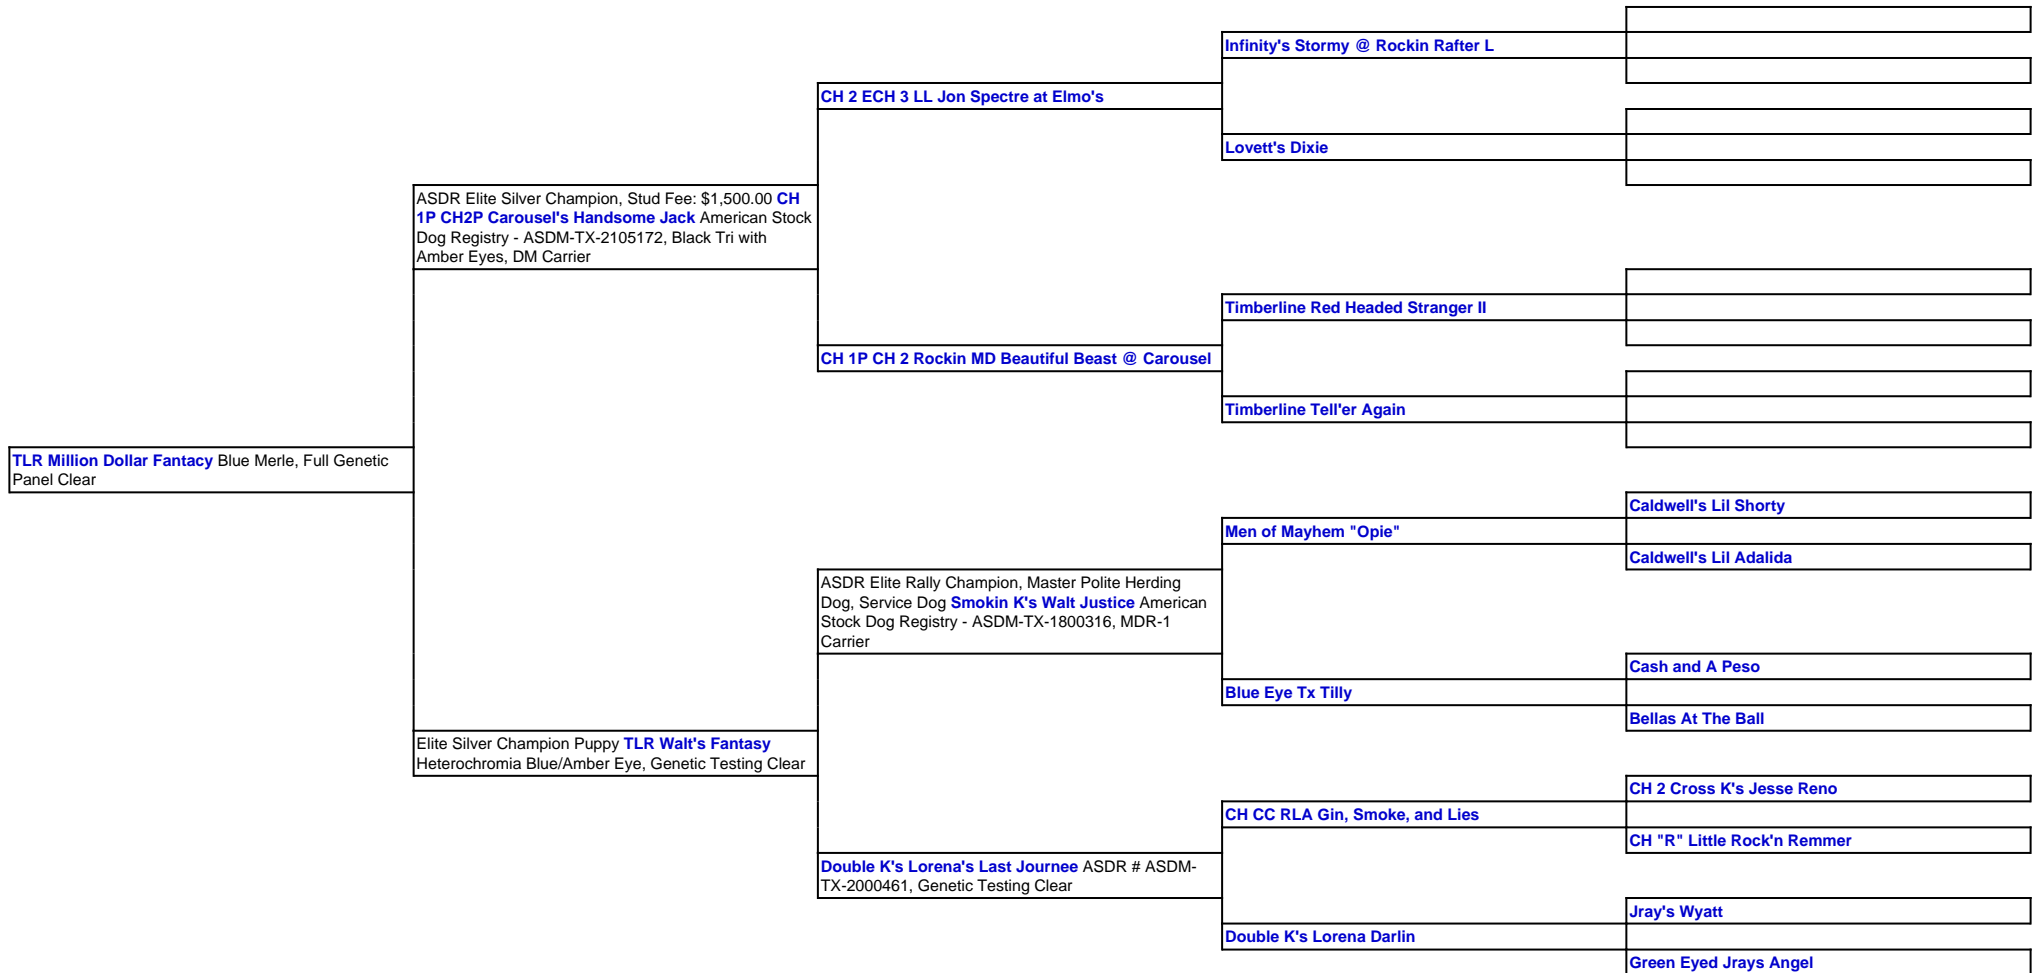 Infinity's Stormy @ Rockin Rafter L
CH 2 ECH 3 LL Jon Spectre at Elmo's
Lovett's Dixie
ASDR Elite Silver Champion, Stud Fee: $1,500.00 CH
1P CH2P Carousel's Handsome Jack American Stock
Dog Registry - ASDM-TX-2105172, Black Tri with
Amber Eyes, DM Carrier
Timberline Red Headed Stranger II
CH 1P CH 2 Rockin MD Beautiful Beast @ Carousel
Timberline Tell'er Again
TLR Million Dollar Fantacy Blue Merle, Full Genetic
Panel Clear
Caldwell's Lil Shorty
Men of Mayhem "Opie"
Caldwell's Lil Adalida
ASDR Elite Rally Champion, Master Polite Herding
Dog, Service Dog Smokin K's Walt Justice American
Stock Dog Registry - ASDM-TX-1800316, MDR-1
Carrier
Cash and A Peso
Blue Eye Tx Tilly
Bellas At The Ball
Elite Silver Champion Puppy TLR Walt's Fantasy
Heterochromia Blue/Amber Eye, Genetic Testing Clear
CH 2 Cross K's Jesse Reno
CH CC RLA Gin, Smoke, and Lies
CH "R" Little Rock'n Remmer
Double K's Lorena's Last Journee ASDR # ASDM-
TX-2000461, Genetic Testing Clear
Jray's Wyatt
Double K's Lorena Darlin
Green Eyed Jrays Angel